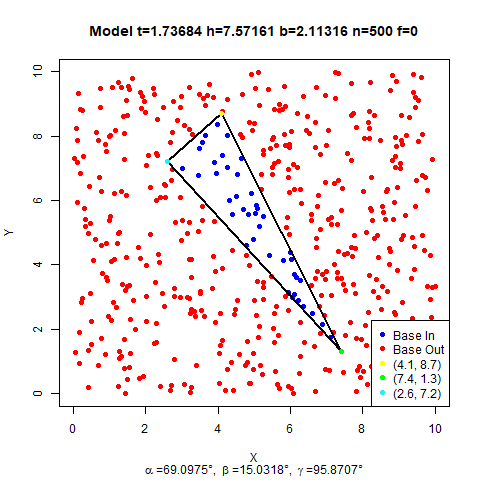 Model t=1.73684 h=7.57161 b=2.11316 n=500 f=0
Y
10
8
6
4
2
0
Base In
Base Out
(4.1, 8.7)
(7.4, 1.3)
(2.6, 7.2)
0 2 4 6 8 10
X
α=69.0975°, β=15.0318°, γ=95.8707°